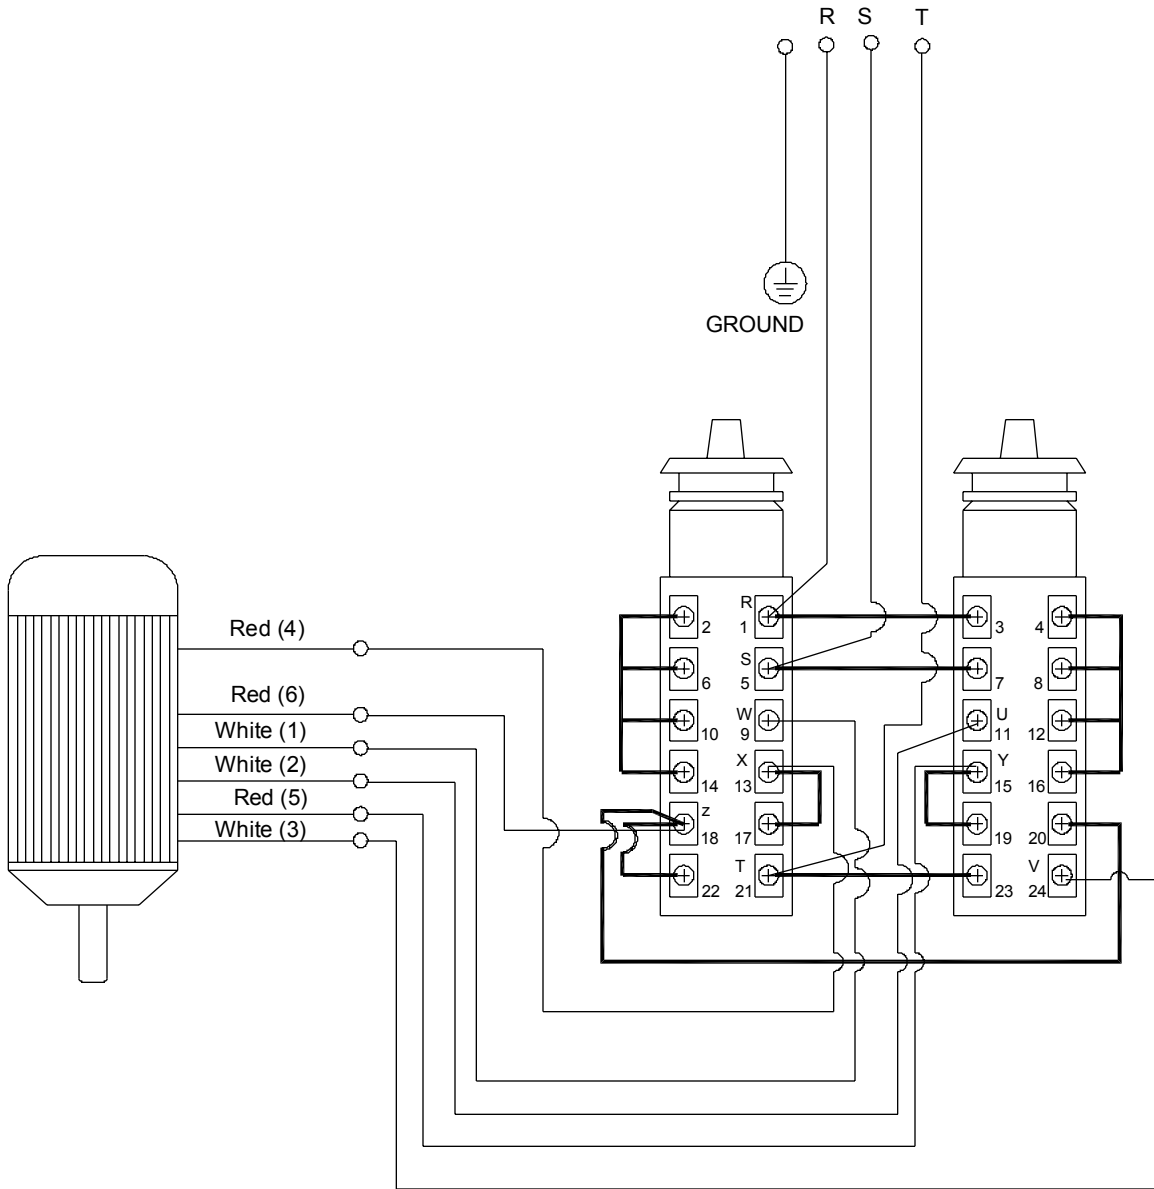 R S T
GROUND
Red (4)
Red (6)
White (1)
White (2)
Red (5)
White (3)
R
2 1 3 4
S
6 5 7 8
W U
10 9 11 12
X Y
14 13 15 16
z
18 17 19 20
T V
22 21 23 24